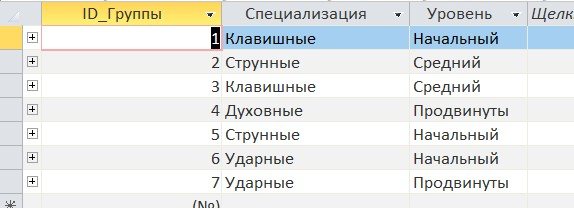 ID_Группы Специализация Уровень Щелк
1 Клавишные Начальный
2 Струнные Средний
3 Клавишные Средний
4 Духовные Продвинуты
5 Струнные Начальный
6 Ударные Начальный
7 Ударные Продвинуты
(№)